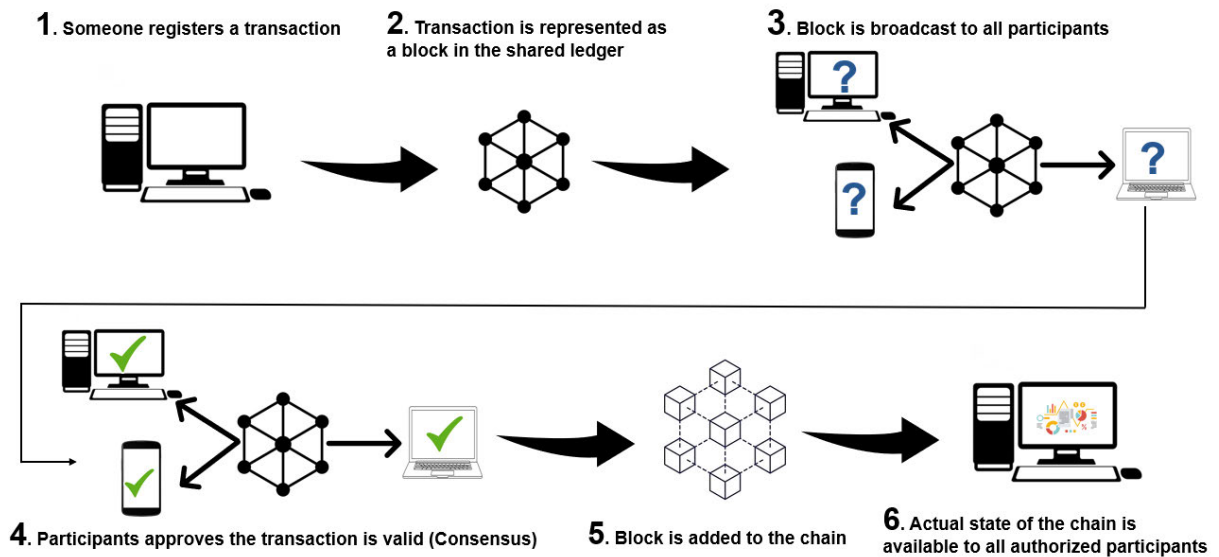 1. Someone registers a transaction
2. Transaction is represented as
a block in the shared ledger
3. Block is broadcast to all participants
?
?
?
4. Participants approves the transaction is valid (Consensus)
5. Block is added to the chain
6. Actual state of the chain is
available to all authorized participants